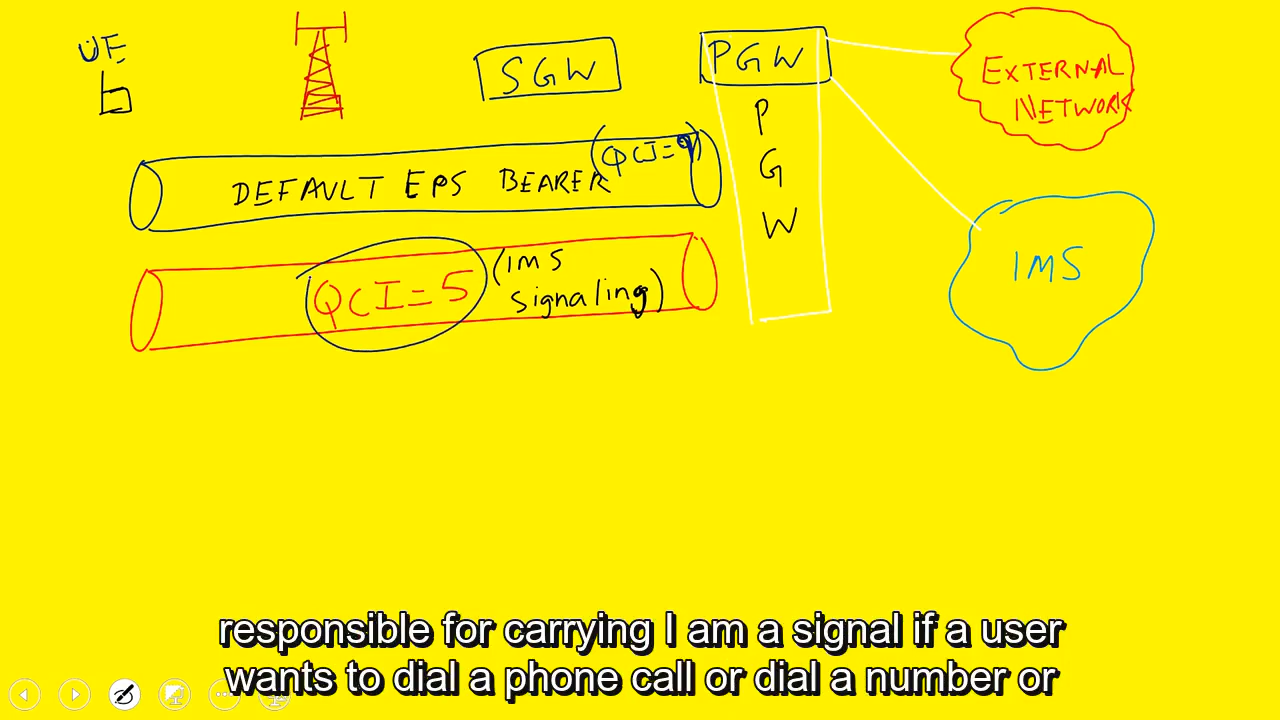 UE
SGW
PGW
EXTERNAL
NETWORK
P
G
W
DEFAULT EPS BEARER
(QCI=9)
QCI=5
(IMS
signaling)
IMS
responsible for carrying I am a signal if a user
wants to dial a phone call or dial a number or